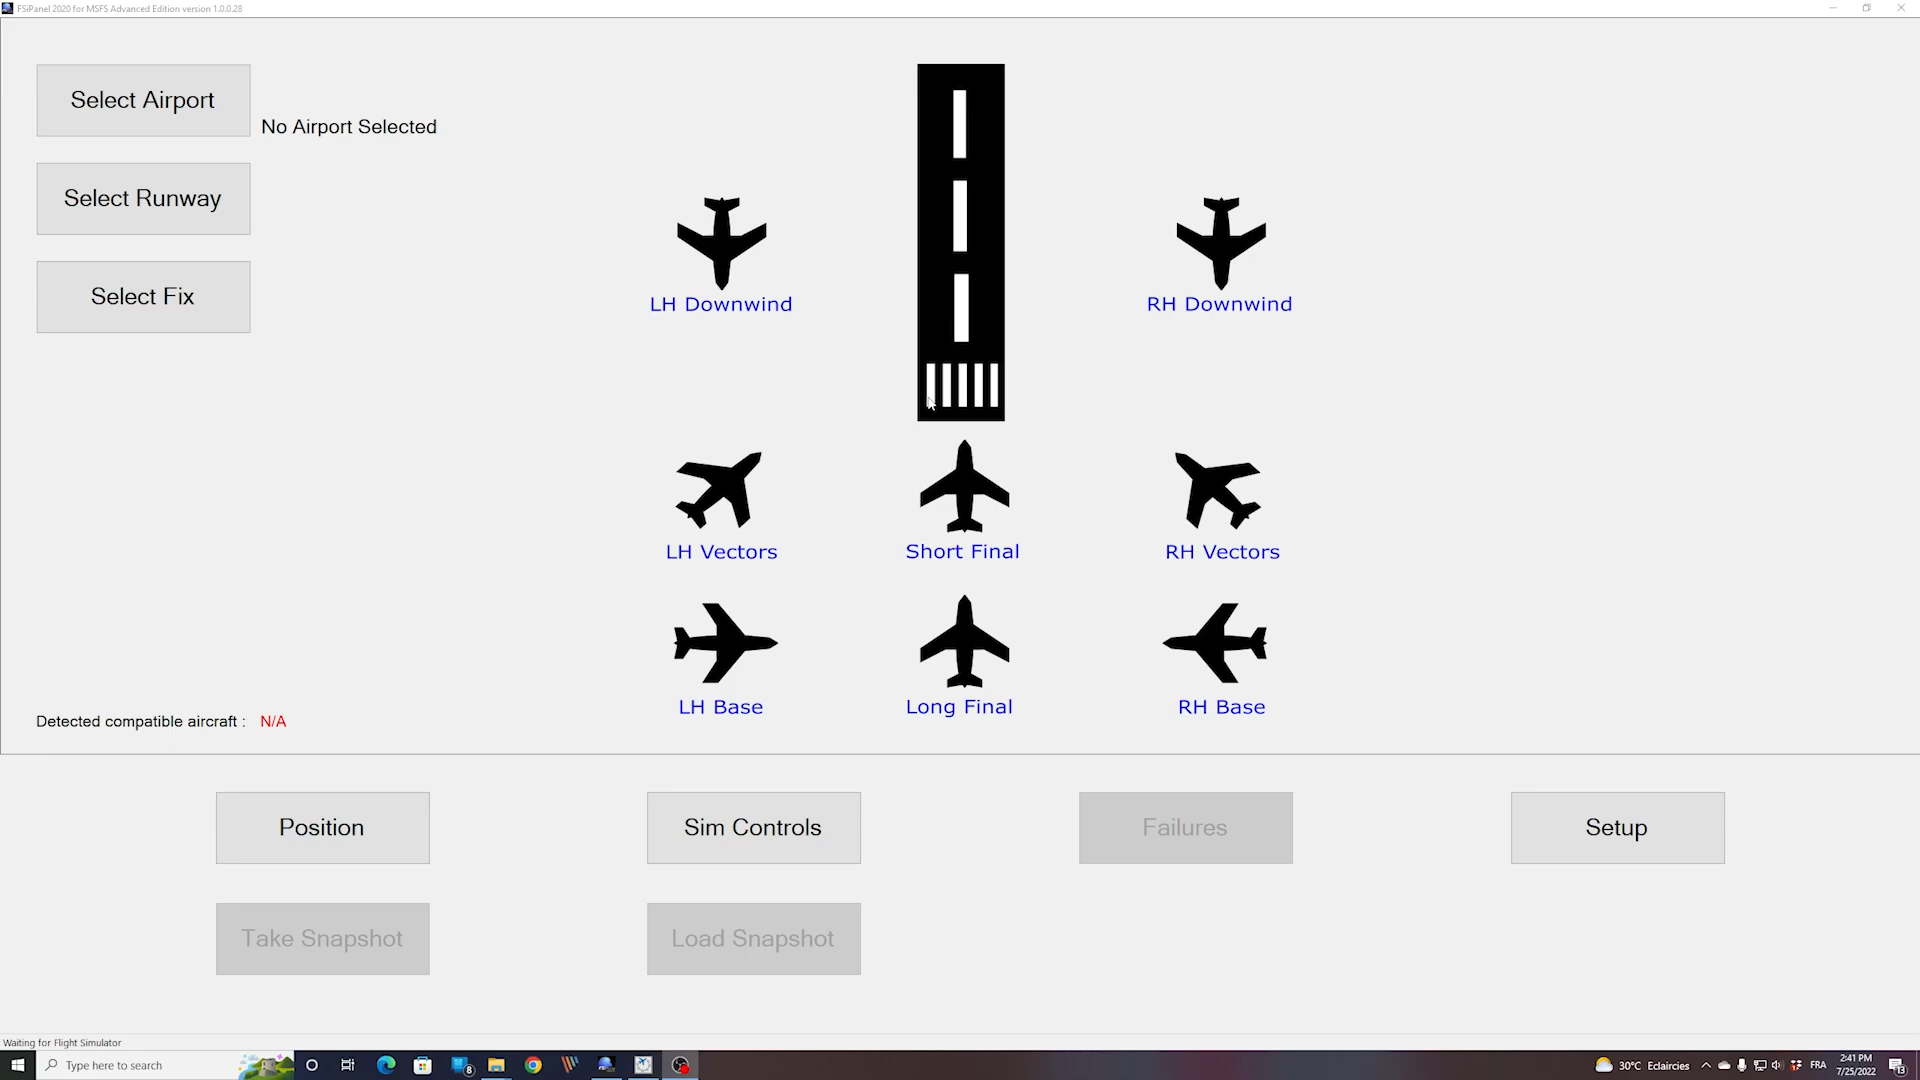 FSiPanel 2020 for MSFS Advanced Edition version 1.0.0.28
Select Airport
No Airport Selected
Select Runway
Select Fix
LH Downwind
RH Downwind
LH Vectors
Short Final
RH Vectors
LH Base
Long Final
RH Base
Detected compatible aircraft : N/A
Position
Sim Controls
Failures
Setup
Take Snapshot
Load Snapshot
Waiting for Flight Simulator
Type here to search
8
30°C Eclaircies
FRA
2:41 PM
7/25/2022
13